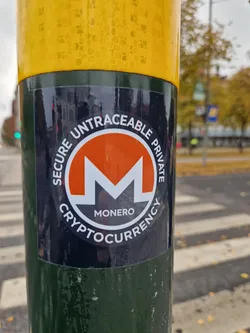 SECURE UNTRACEABLE PRIVATE
MONERO
CRYPTOCURRENCY